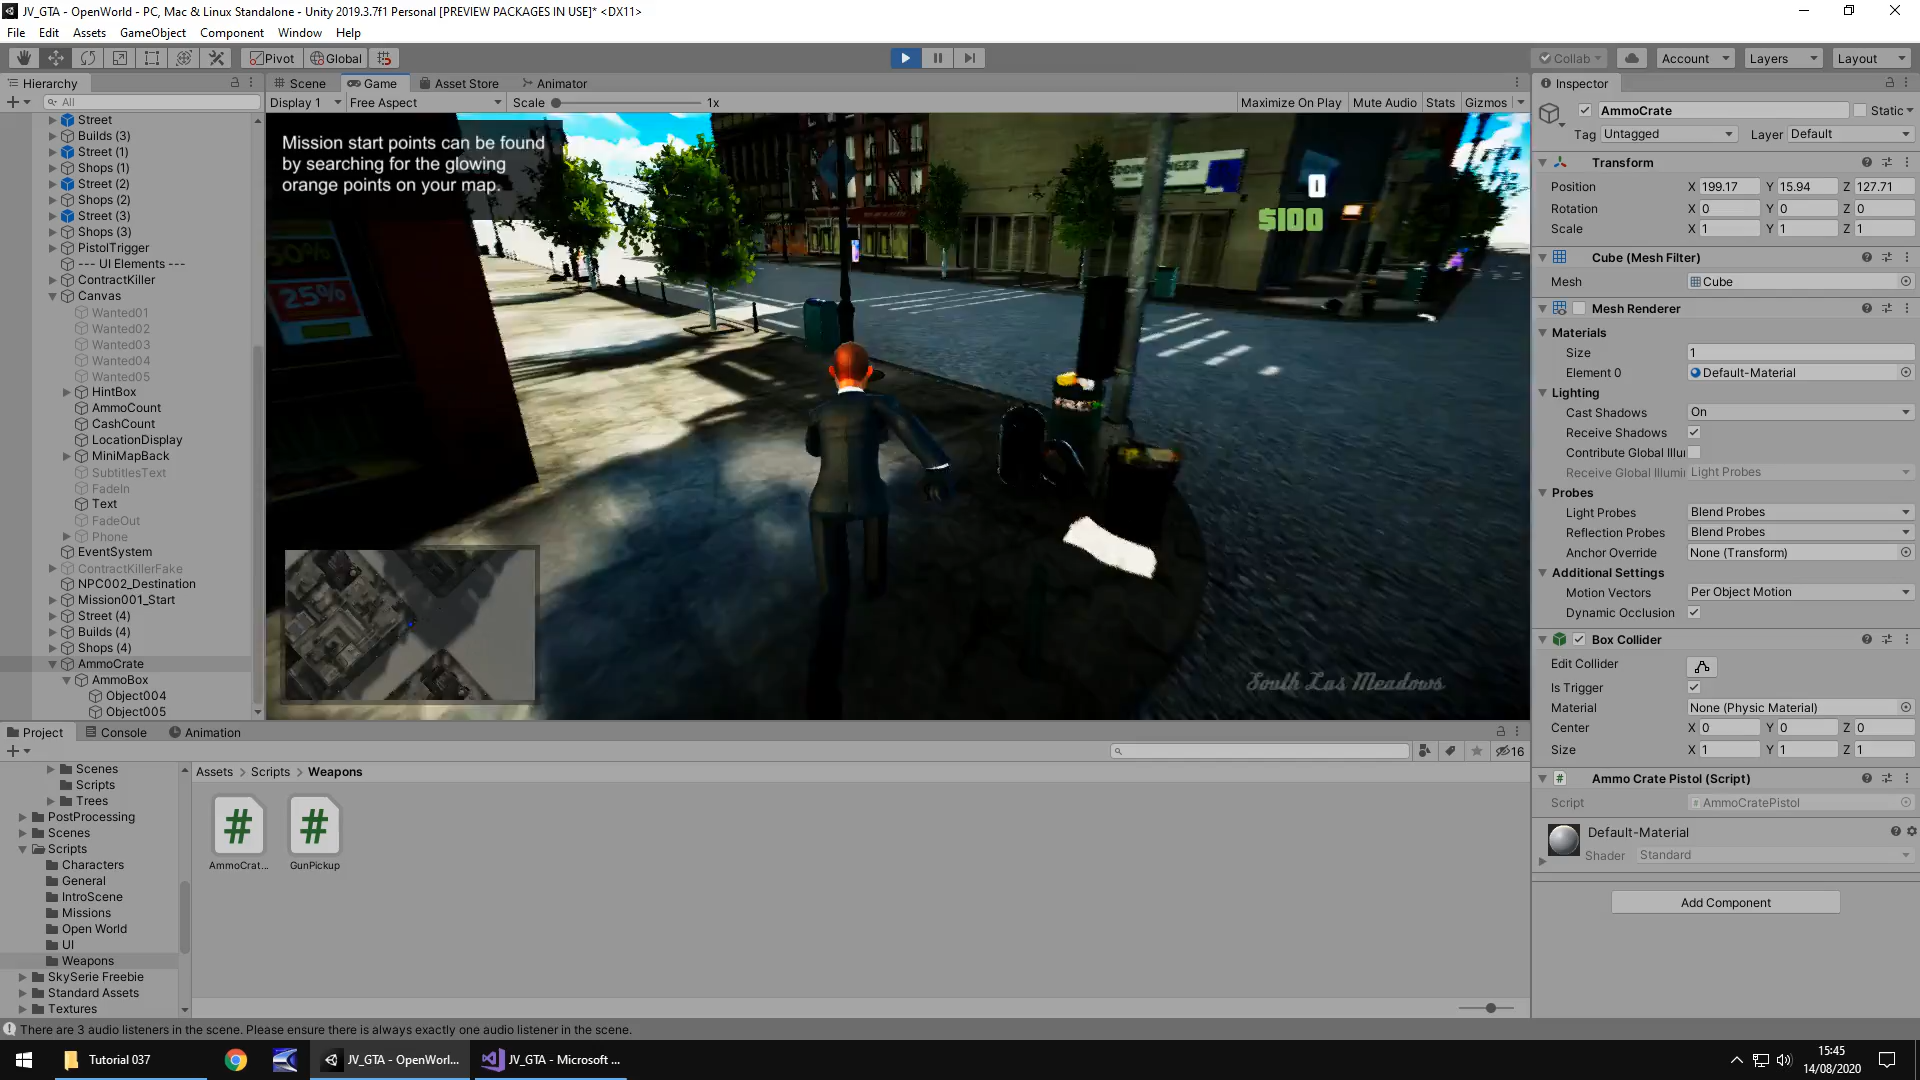 JV_GTA - OpenWorld - PC, Mac & Linux Standalone - Unity 2019.3.7f1 Personal [PREVIEW PACKAGES IN USE]* <DX11>
File Edit Assets GameObject Component Window Help
Pivot Global Collab Account Layers Layout
Hierarchy
All
Street
Builds (3)
Street (1)
Shops (1)
Street (2)
Shops (2)
Street (3)
Shops (3)
PistolTrigger
--- UI Elements ---
ContractKiller
Canvas
Wanted01
Wanted02
Wanted03
Wanted04
Wanted05
HintBox
AmmoCount
CashCount
LocationDisplay
MiniMapBack
SubtitlesText
FadeIn
Text
FadeOut
Phone
EventSystem
ContractKillerFake
NPC002_Destination
Mission001_Start
Street (4)
Builds (4)
Shops (4)
AmmoCrate
AmmoBox
Object004
Object005
Scene Game Asset Store Animator
Display 1 Free Aspect Scale 1x Maximize On Play Mute Audio Stats Gizmos
Mission start points can be found
by searching for the glowing
orange points on your map.
50%
25%
0
$100
South Las Meadows
Inspector
AmmoCrate Static
Tag Untagged Layer Default
Transform
Position X 199.17 Y 15.94 Z 127.71
Rotation X 0 Y 0 Z 0
Scale X 1 Y 1 Z 1
Cube (Mesh Filter)
Mesh Cube
Mesh Renderer
Materials
Size 1
Element 0 Default-Material
Lighting
Cast Shadows On
Receive Shadows
Contribute Global Illu
Receive Global Illumin Light Probes
Probes
Light Probes Blend Probes
Reflection Probes Blend Probes
Anchor Override None (Transform)
Additional Settings
Motion Vectors Per Object Motion
Dynamic Occlusion
Box Collider
Edit Collider
Is Trigger
Material None (Physic Material)
Center X 0 Y 0 Z 0
Size X 1 Y 1 Z 1
Ammo Crate Pistol (Script)
Script AmmoCratePistol
Default-Material
Shader Standard
Add Component
Project Console Animation
16
Scenes
Scripts
Trees
PostProcessing
Scenes
Scripts
Characters
General
IntroScene
Missions
Open World
UI
Weapons
SkySerie Freebie
Standard Assets
Textures
Assets > Scripts > Weapons
AmmoCrat... GunPickup
There are 3 audio listeners in the scene. Please ensure there is always exactly one audio listener in the scene.
Tutorial 037 JV_GTA - OpenWorl... JV_GTA - Microsoft ...
15:45
14/08/2020